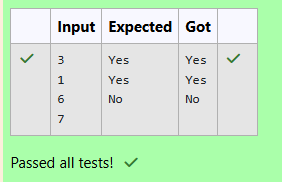 Input Expected Got
3 Yes Yes
1 Yes Yes
6 No No
7
Passed all tests!